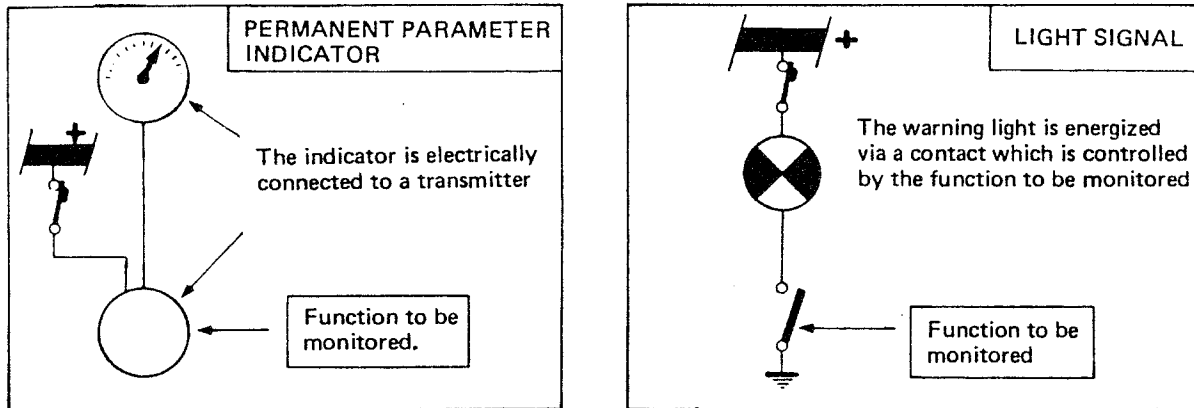 PERMANENT PARAMETER
INDICATOR
+
The indicator is electrically
connected to a transmitter
Function to be
monitored.
LIGHT SIGNAL
+
The warning light is energized
via a contact which is controlled
by the function to be monitored
Function to be
monitored